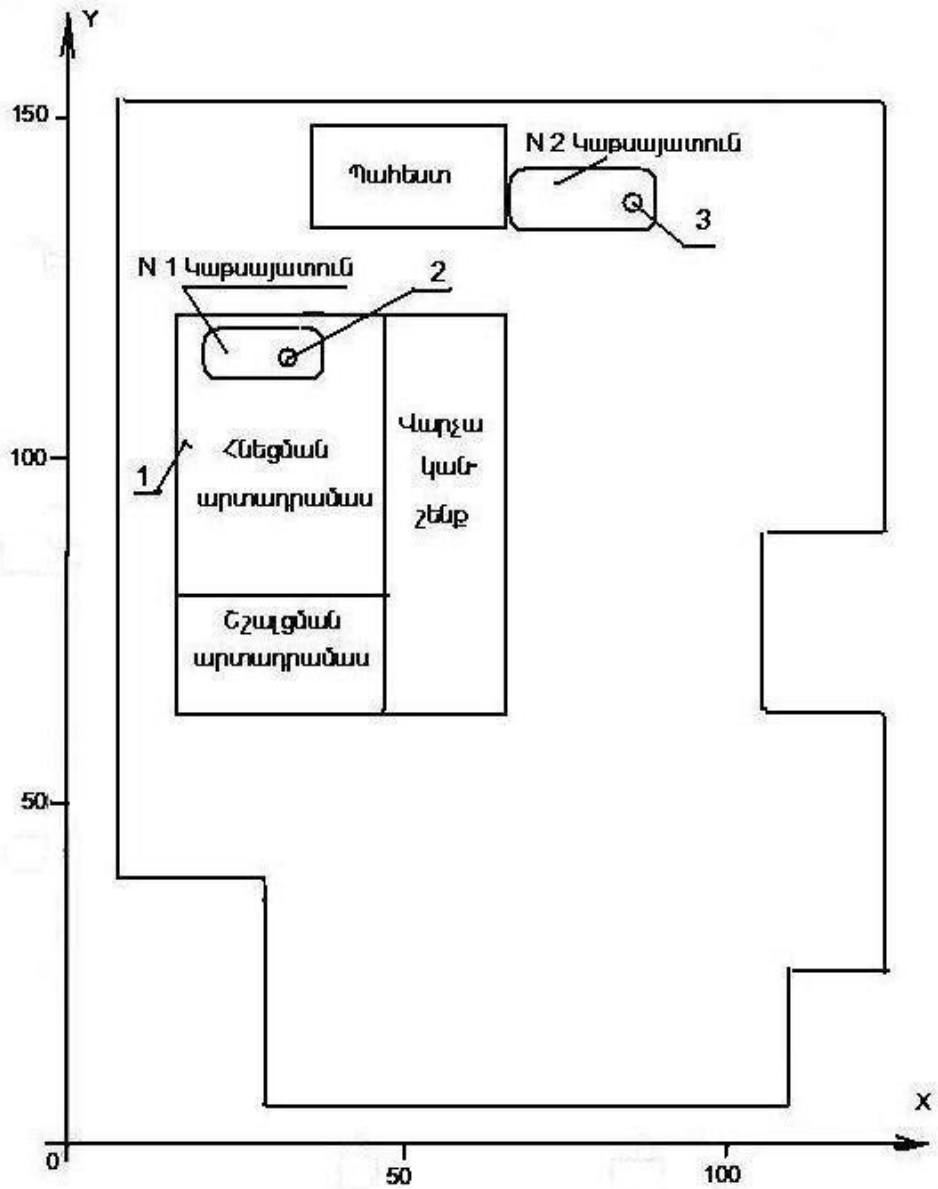 Y
150
Պահեստ
N 2 Կաթսայատուն
3
N 1 Կաթսայատուն
2
100
1
Հնեցման
արտադրամաս
Վարչա
կան-
շենք
Շշալցման
արտադրամաս
50
X
0
50
100